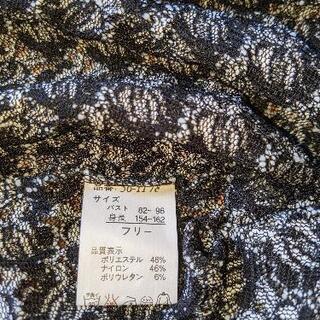 サイズ
バスト 82-96
身長 154-162
フリー
品質表示
ポリエステル 48%
ナイロン 46%
ポリウレタン 6%